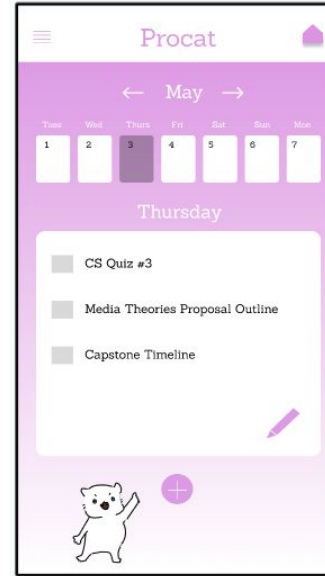 Procat
← May →
Tues Wed Thurs Fri Sat Sun Mon
1 2 3 4 5 6 7
Thursday
CS Quiz #3
Media Theories Proposal Outline
Capstone Timeline